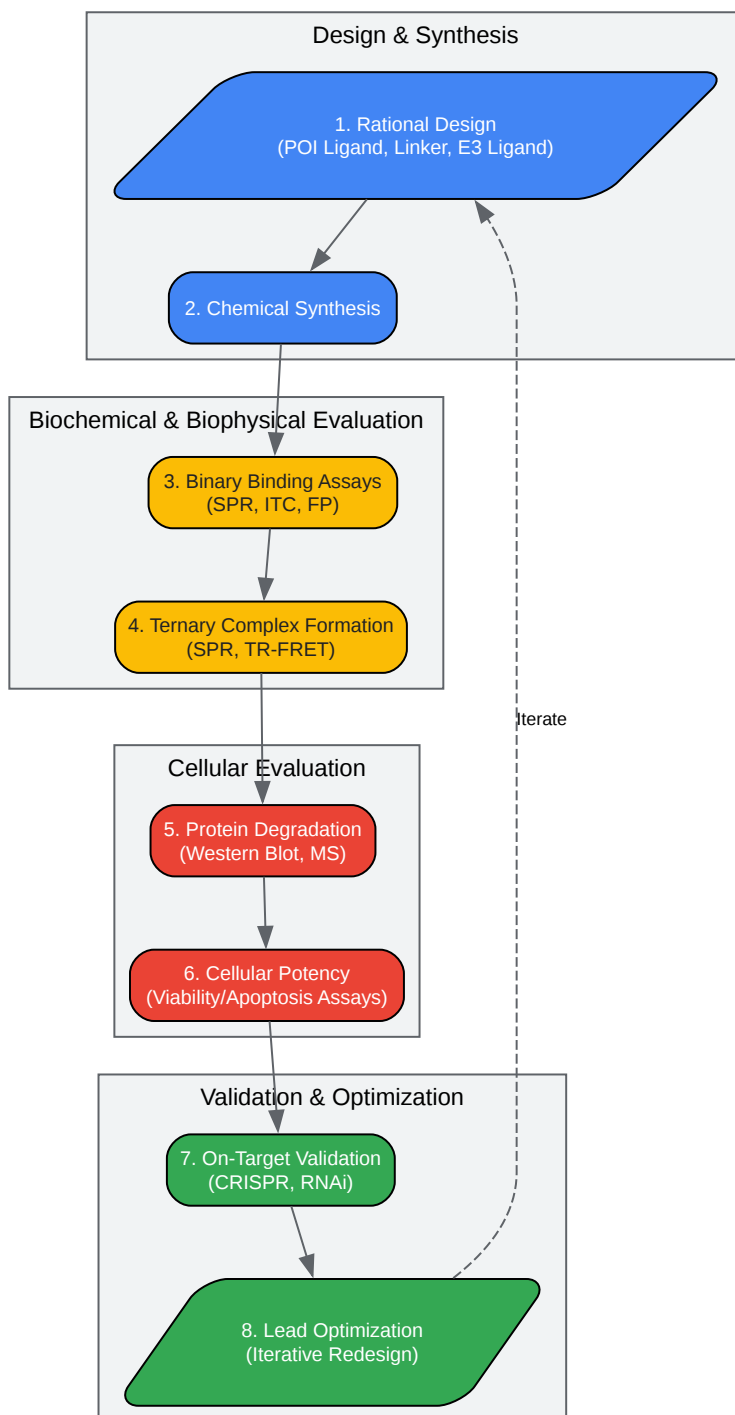 Design & Synthesis
1. Rational Design
(POI Ligand, Linker, E3 Ligand)
2. Chemical Synthesis
Biochemical & Biophysical Evaluation
3. Binary Binding Assays
(SPR, ITC, FP)
4. Ternary Complex Formation
(SPR, TR-FRET)
Iterate
Cellular Evaluation
5. Protein Degradation
(Western Blot, MS)
6. Cellular Potency
(Viability/Apoptosis Assays)
Validation & Optimization
7. On-Target Validation
(CRISPR, RNAi)
8. Lead Optimization
(Iterative Redesign)